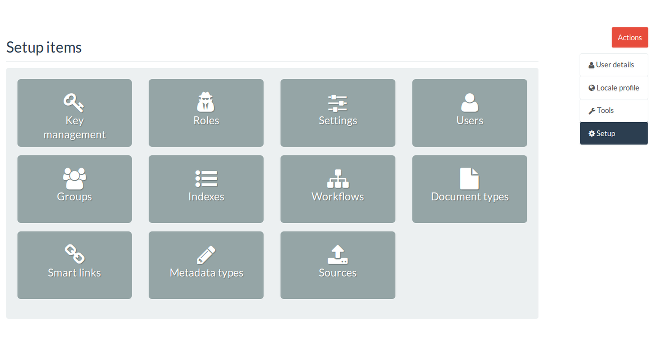 Actions
Setup items
User details
Locale profile
Tools
Setup
Key
management
Roles
Settings
Users
Groups
Indexes
Workflows
Document types
Smart links
Metadata types
Sources